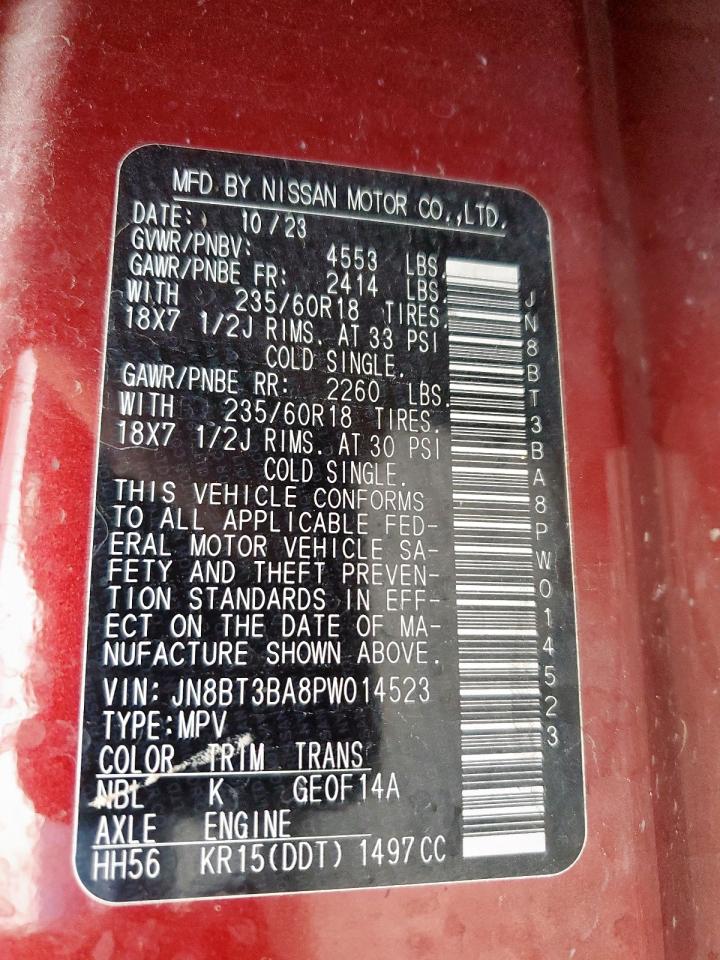 MFD BY NISSAN MOTOR CO.,LTD.
DATE: 10/23
GVWR/PNBV: 4553 LBS.
GAWR/PNBE FR: 2414 LBS.
WITH 235/60R18 TIRES.
18X7 1/2J RIMS. AT 33 PSI
COLD SINGLE.
GAWR/PNBE RR: 2260 LBS.
WITH 235/60R18 TIRES.
18X7 1/2J RIMS. AT 30 PSI
COLD SINGLE.
THIS VEHICLE CONFORMS
TO ALL APPLICABLE FED-
ERAL MOTOR VEHICLE SA-
FETY AND THEFT PREVEN-
TION STANDARDS IN EFF-
ECT ON THE DATE OF MA-
NUFACTURE SHOWN ABOVE.
VIN: JN8BT3BA8PW014523
TYPE:MPV
COLOR TRIM TRANS
NBL K GE0F14A
AXLE ENGINE
HH56 KR15(DDT) 1497CC
JN8BT3BA8PW014523